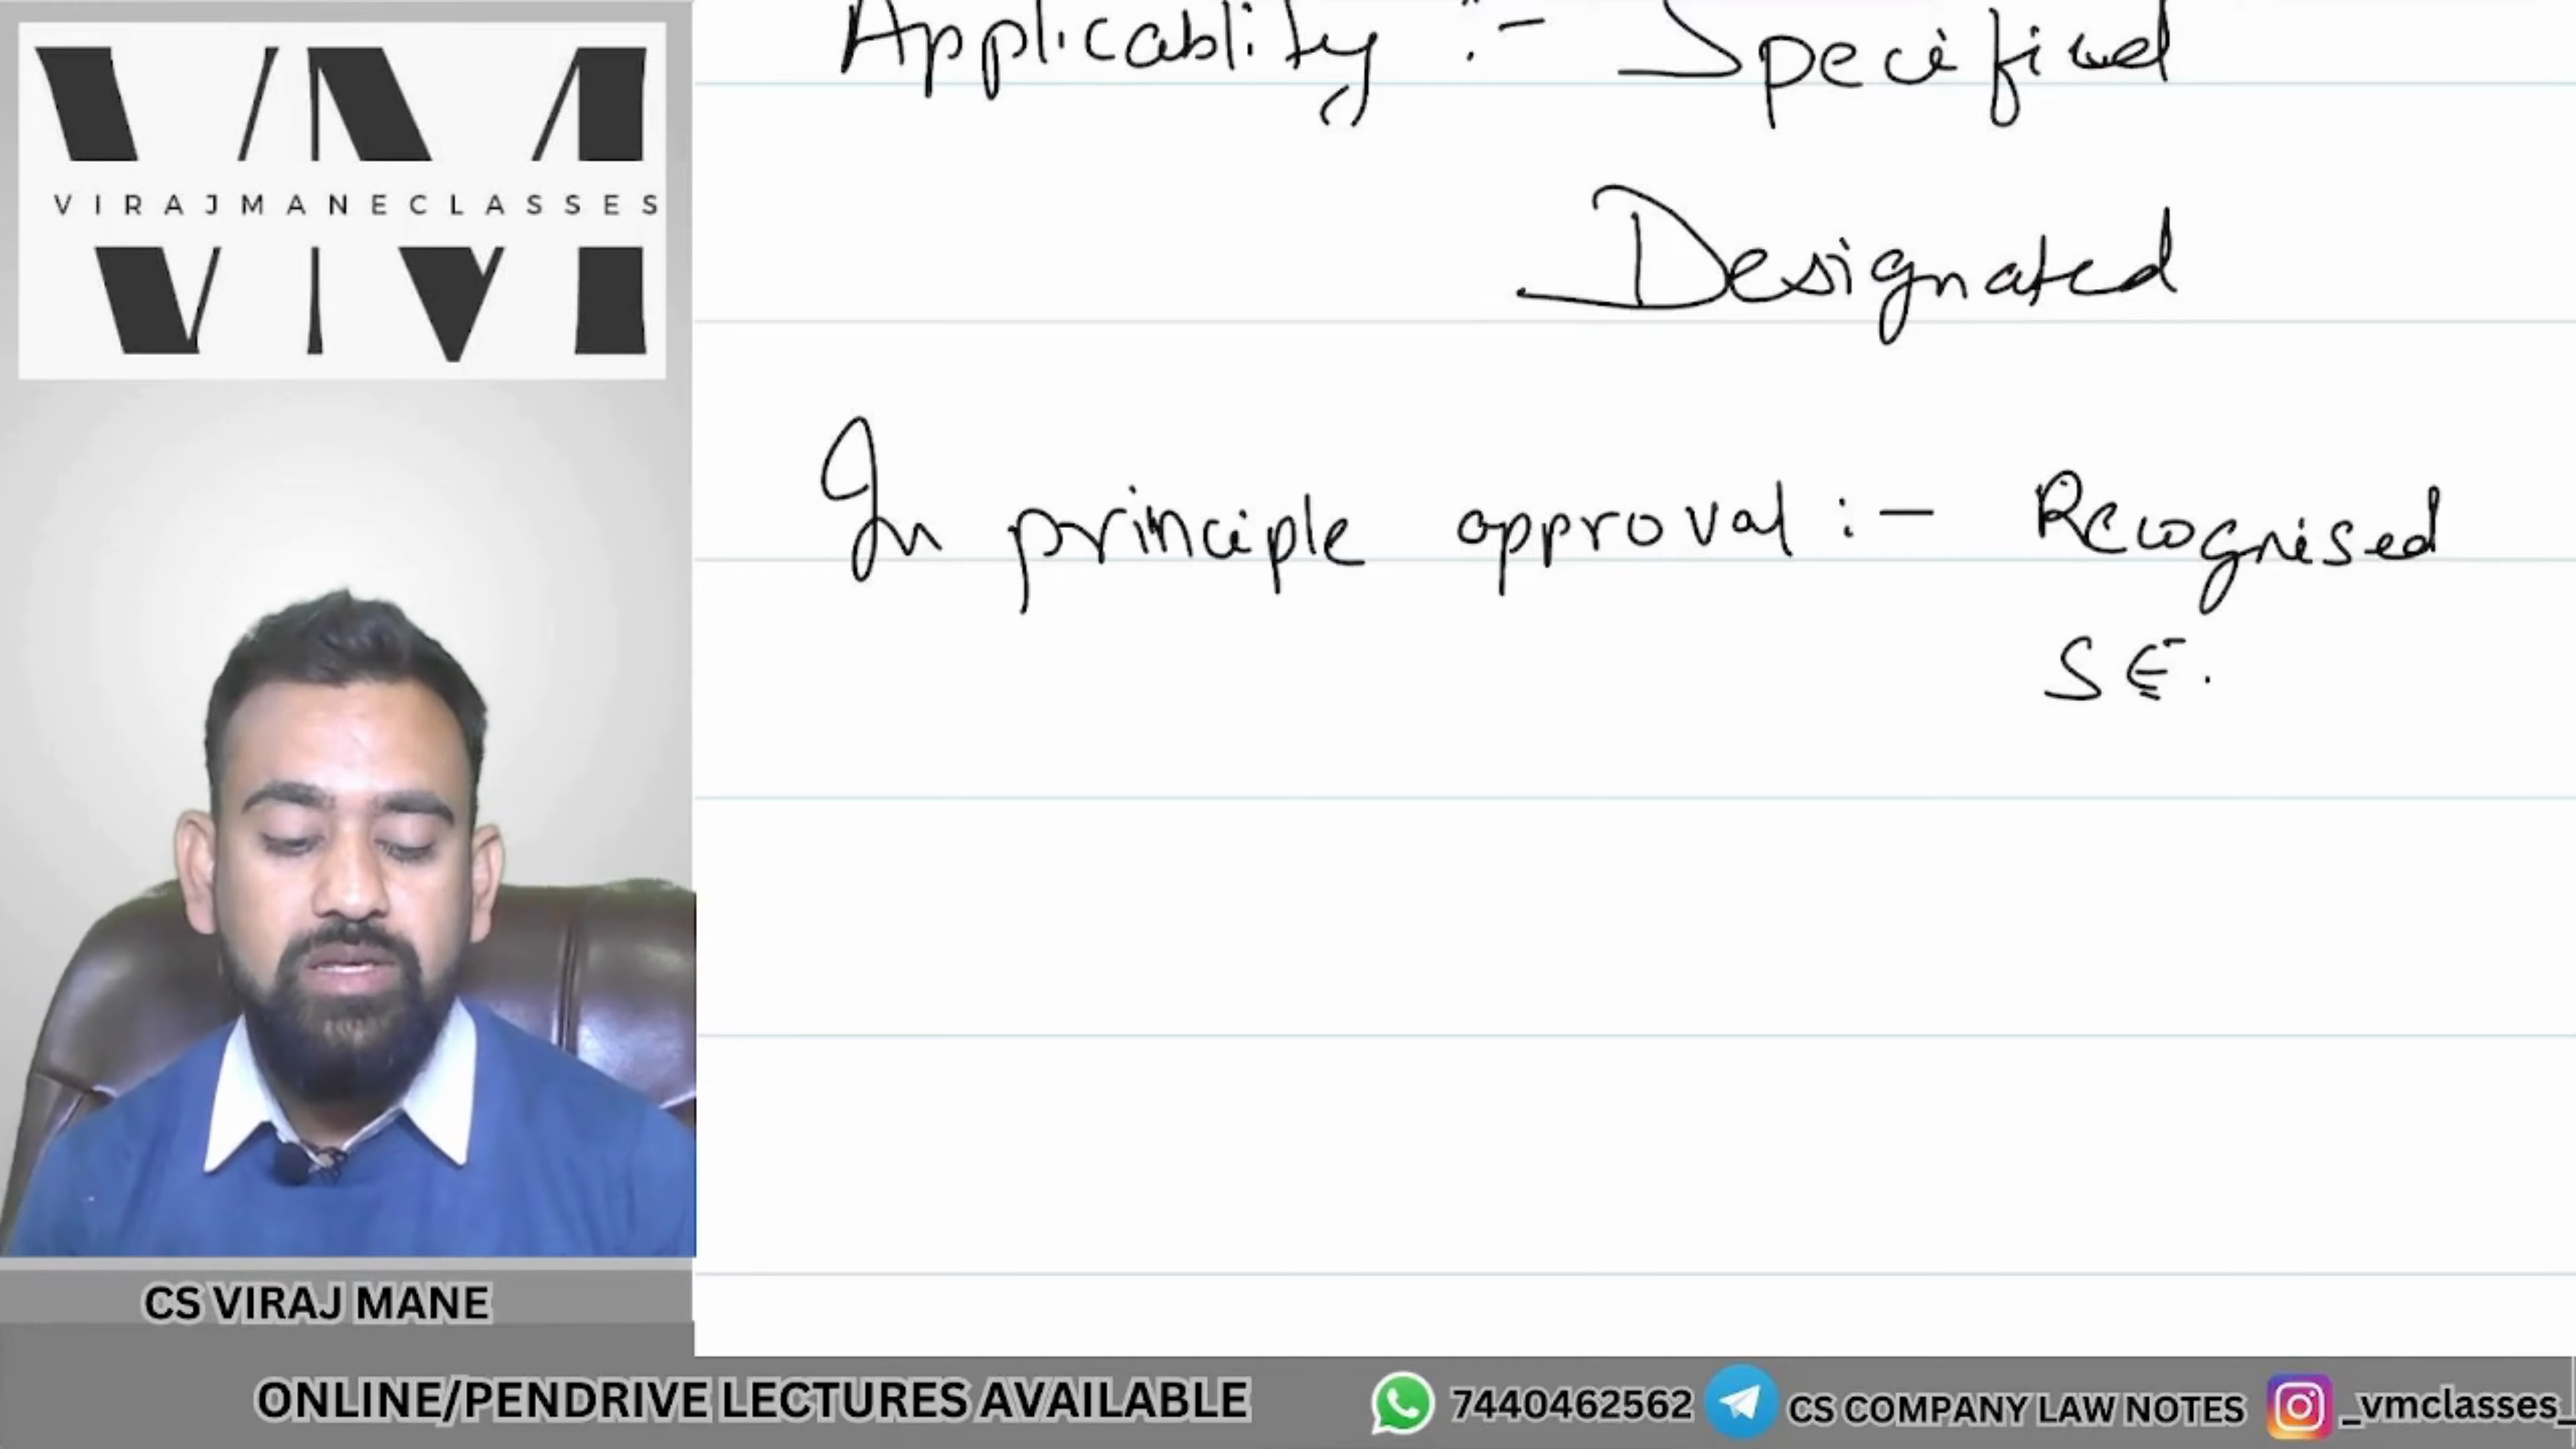 VIRAJMANECLASSES
Applicablity :- Specified
Designated
In principle approval :- Recognised
SE.
CS VIRAJ MANE
ONLINE/PENDRIVE LECTURES AVAILABLE 7440462562 CS COMPANY LAW NOTES _vmclasses_